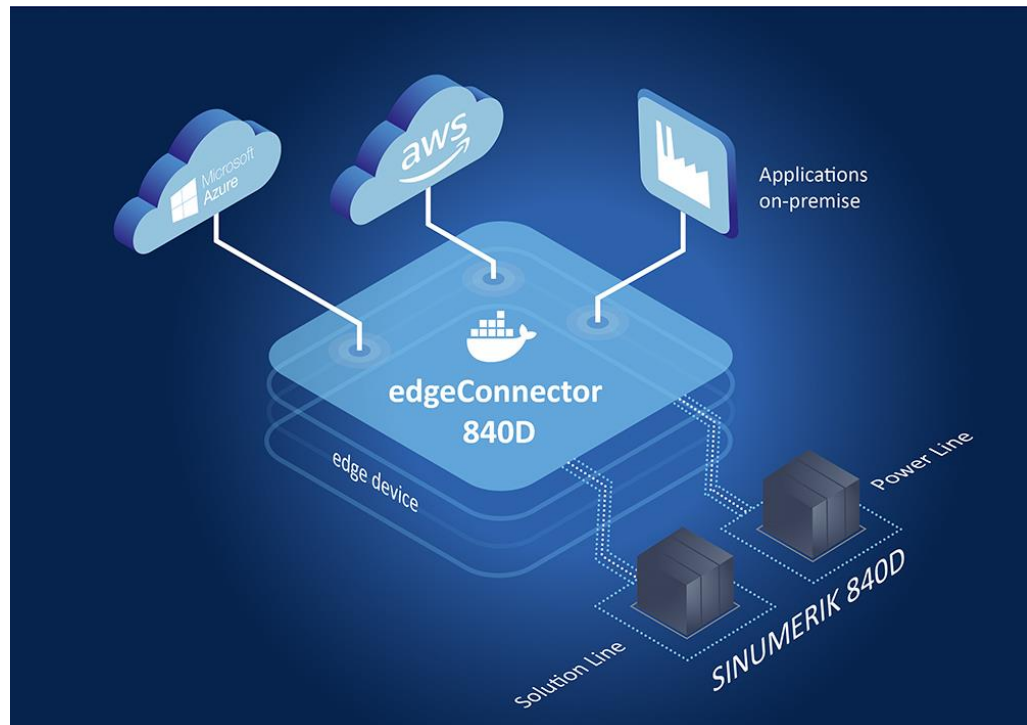 Microsoft
Azure
aws
Applications
on-premise
edgeConnector
840D
edge device
Power Line
Solution Line
SINUMERIK 840D